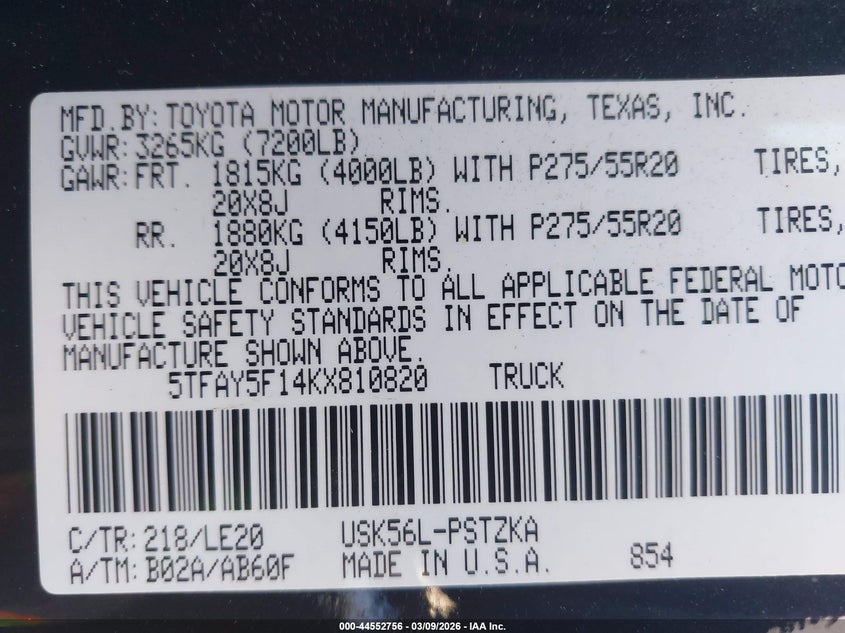 MFD.BY: TOYOTA MOTOR MANUFACTURING, TEXAS, INC.
GVWR: 3265KG (7200LB)
GAWR: FRT. 1815KG (4000LB) WITH P275/55R20 TIRES,
20X8J RIMS.
RR. 1880KG (4150LB) WITH P275/55R20 TIRES,
20X8J RIMS.
THIS VEHICLE CONFORMS TO ALL APPLICABLE FEDERAL MOTO
VEHICLE SAFETY STANDARDS IN EFFECT ON THE DATE OF
MANUFACTURE SHOWN ABOVE.
5TFAY5F14KX810820 TRUCK
C/TR: 218/LE20 USK56L-PSTZKA
A/TM: B02A/AB60F MADE IN U.S.A. 854
000-44552756 — 03/09/2026 - IAA Inc.